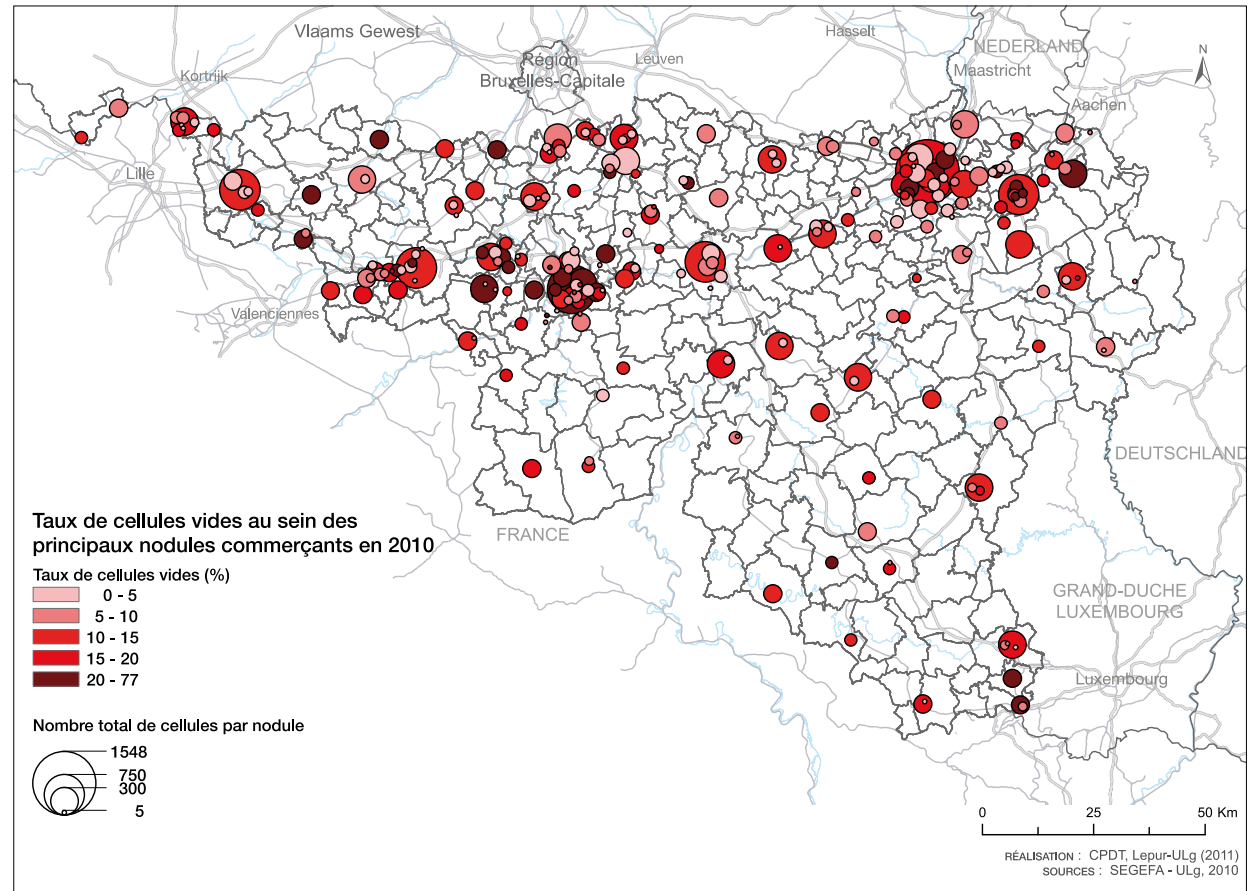 Vlaams Gewest
Hasselt
NEDERLAND
Région
Bruxelles-Capitale
Leuven
Maastricht
N
Kortrijk
Aachen
Lille
Valenciennes
DEUTSCHLAND
FRANCE
GRAND-DUCHE
LUXEMBOURG
Luxembourg
Taux de cellules vides au sein des
principaux nodules commerçants en 2010
Taux de cellules vides (%)
0 - 5
5 - 10
10 - 15
15 - 20
20 - 77
Nombre total de cellules par nodule
1548
750
300
5
0 25 50 Km
RÉALISATION : CPDT, Lepur-ULg (2011)
SOURCES : SEGEFA - ULg, 2010